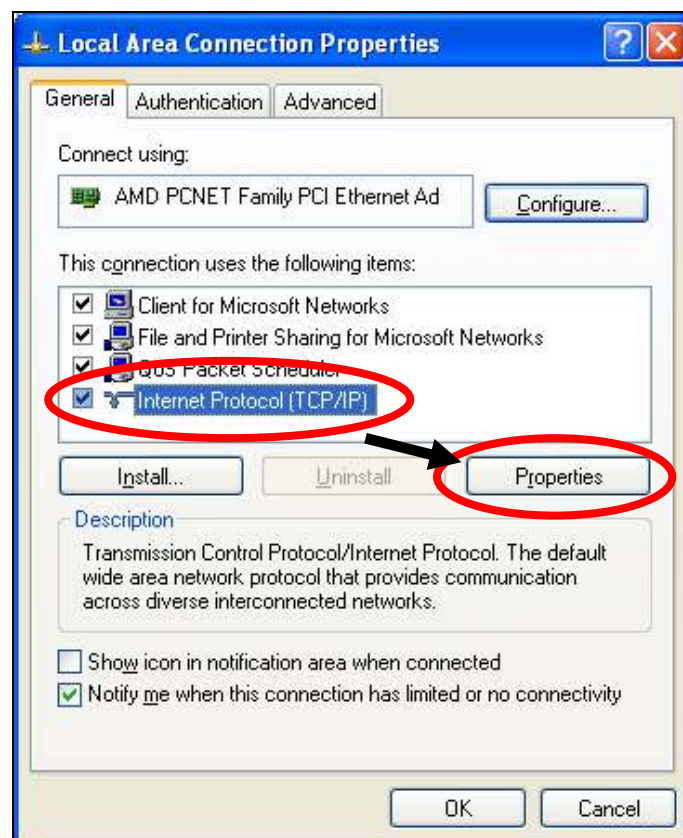 Local Area Connection Properties
General Authentication Advanced
Connect using:
AMD PCNET Family PCI Ethernet Ad
Configure...
This connection uses the following items:
Client for Microsoft Networks
File and Printer Sharing for Microsoft Networks
QoS Packet Scheduler
Internet Protocol (TCP/IP)
Install... Uninstall Properties
Description
Transmission Control Protocol/Internet Protocol. The default
wide area network protocol that provides communication
across diverse interconnected networks.
Show icon in notification area when connected
Notify me when this connection has limited or no connectivity
OK Cancel